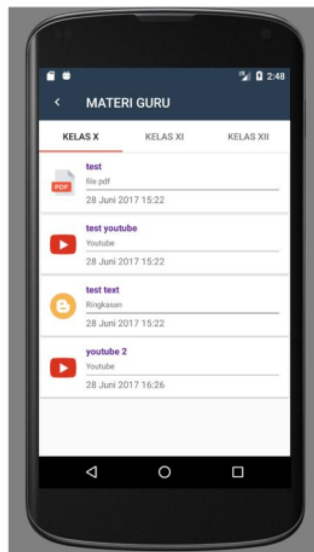 2:48
MATERI GURU
KELAS X KELAS XI KELAS XII
test
PDF
file pdf
28 Juni 2017 15:22
test youtube
Youtube
28 Juni 2017 15:22
test text
Ringkasan
28 Juni 2017 15:22
youtube 2
Youtube
28 Juni 2017 16:26